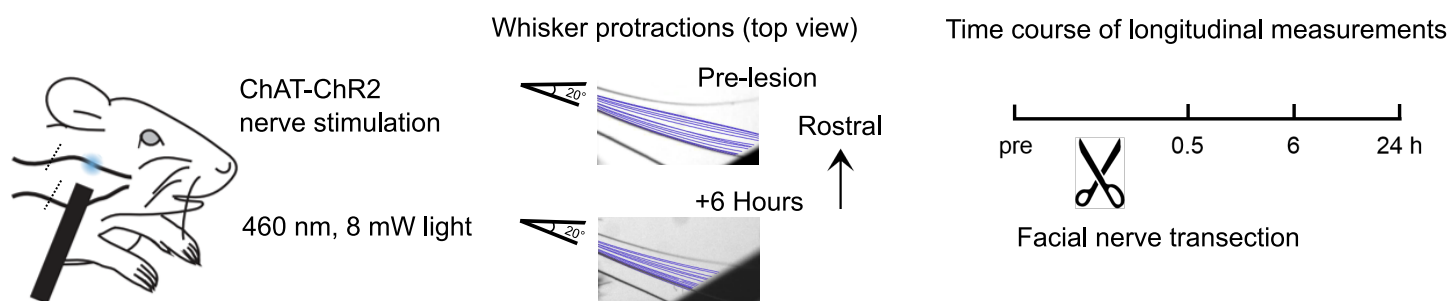 Whisker protractions (top view)
Time course of longitudinal measurements
ChAT-ChR2
nerve stimulation
20°
Pre-lesion
Rostral
pre
0.5
6
24 h
+6 Hours
460 nm, 8 mW light
20°
Facial nerve transection